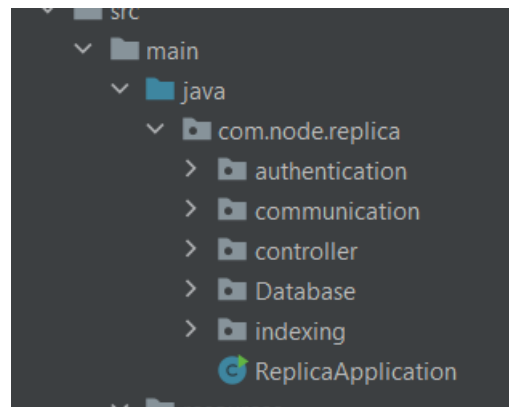 src
main
java
com.node.replica
authentication
communication
controller
Database
indexing
ReplicaApplication